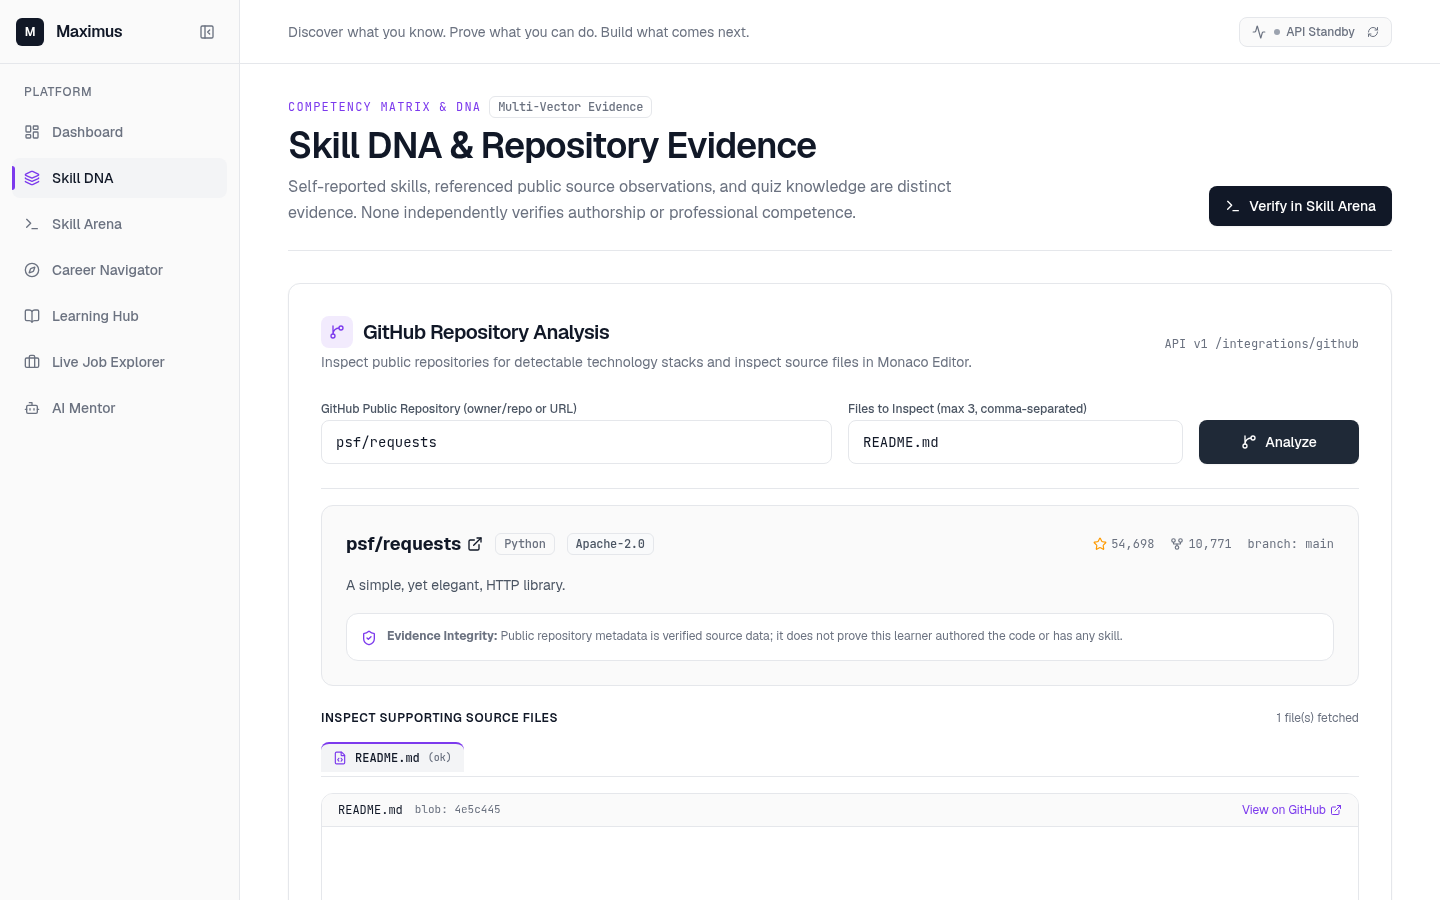 M Maximus
Discover what you know. Prove what you can do. Build what comes next.
API Standby
PLATFORM
Dashboard
Skill DNA
Skill Arena
Career Navigator
Learning Hub
Live Job Explorer
AI Mentor
COMPETENCY MATRIX & DNA Multi-Vector Evidence
Skill DNA & Repository Evidence
Self-reported skills, referenced public source observations, and quiz knowledge are distinct
evidence. None independently verifies authorship or professional competence.
Verify in Skill Arena
GitHub Repository Analysis
Inspect public repositories for detectable technology stacks and inspect source files in Monaco Editor.
API v1 /integrations/github
GitHub Public Repository (owner/repo or URL)
psf/requests
Files to Inspect (max 3, comma-separated)
README.md
Analyze
psf/requests Python Apache-2.0 54,698 10,771 branch: main
A simple, yet elegant, HTTP library.
Evidence Integrity: Public repository metadata is verified source data; it does not prove this learner authored the code or has any skill.
INSPECT SUPPORTING SOURCE FILES 1 file(s) fetched
README.md (ok)
README.md blob: 4e5c445 View on GitHub